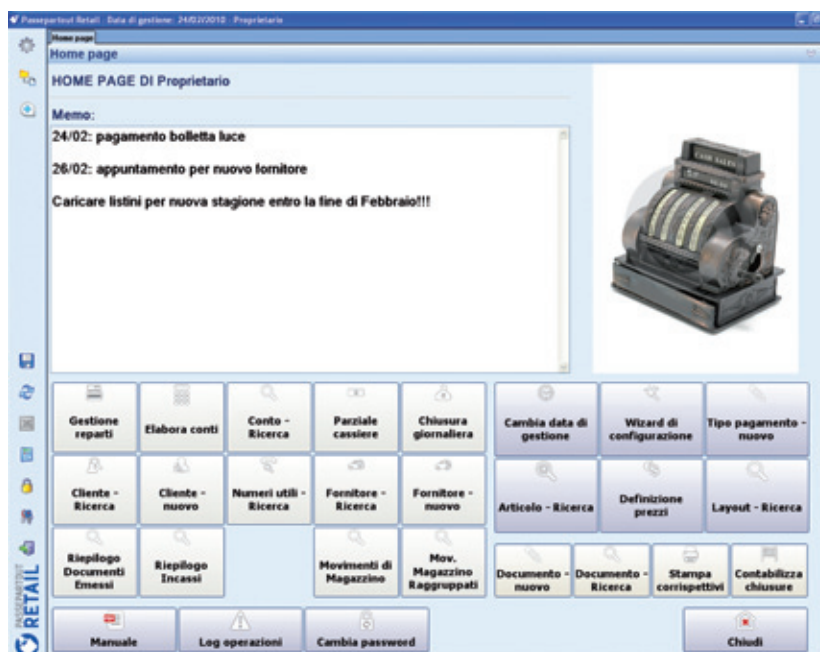 Passepartout Retail - Data di gestione: 24/02/2010 - Proprietario
Home page
Home page
HOME PAGE DI Proprietario
Memo:
24/02: pagamento bolletta luce
26/02: appuntamento per nuovo fornitore
Caricare listini per nuova stagione entro la fine di Febbraio!!!
CASH SALES
Gestione
reparti
Elabora conti
Conto -
Ricerca
Parziale
cassiere
Chiusura
giornaliera
Cambia data di
gestione
Wizard di
configurazione
Tipo pagamento -
nuovo
Cliente -
Ricerca
Cliente -
nuovo
Numeri utili -
Ricerca
Fornitore -
Ricerca
Fornitore -
nuovo
Articolo - Ricerca
Definizione
prezzi
Layout - Ricerca
Riepilogo
Documenti
Emessi
Riepilogo
Incassi
Movimenti di
Magazzino
Mov.
Magazzino
Raggruppati
Documento -
nuovo
Documento -
Ricerca
Stampa
corrispettivi
Contabilizza
chiusure
Manuale
Log operazioni
Cambia password
Chiudi
PASSEPARTOUT
RETAIL